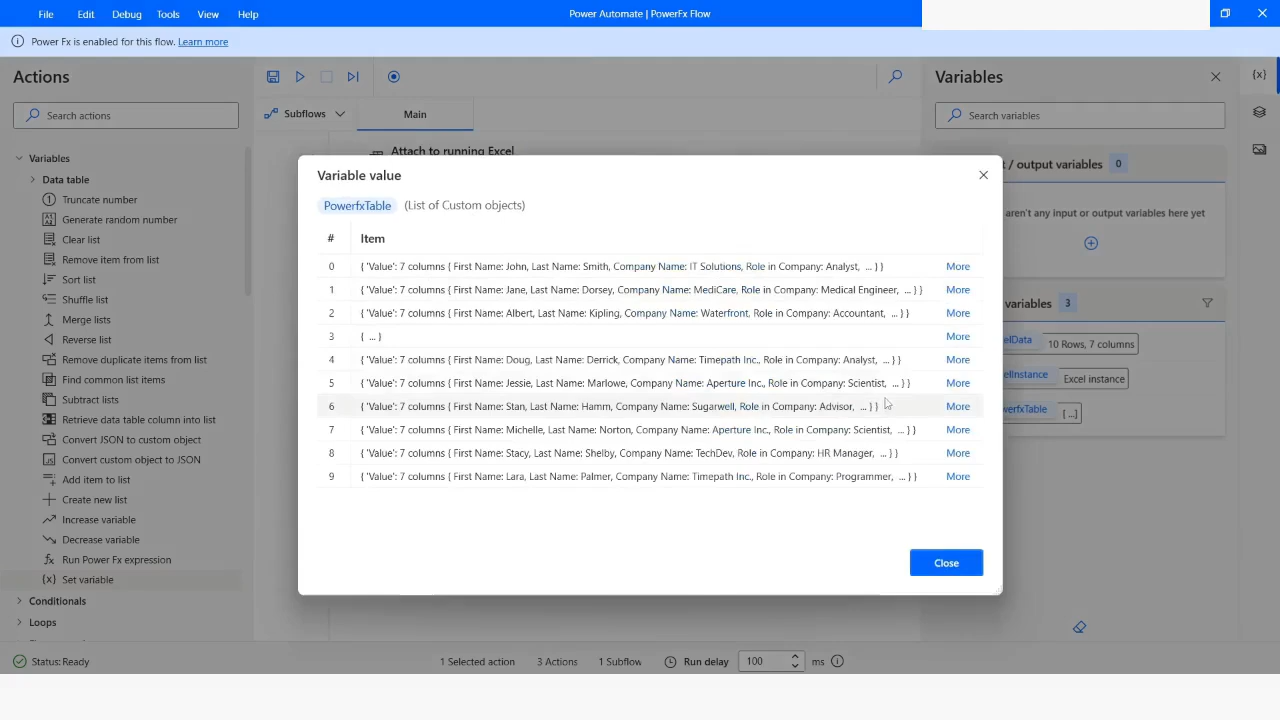 File Edit Debug Tools View Help
Power Automate | PowerFx Flow
Power Fx is enabled for this flow. Learn more
Actions
Search actions
Variables
Data table
Truncate number
Generate random number
Clear list
Remove item from list
Sort list
Shuffle list
Merge lists
Reverse list
Remove duplicate items from list
Find common list items
Subtract lists
Retrieve data table column into list
Convert JSON to custom object
Convert custom object to JSON
Add item to list
Create new list
Increase variable
Decrease variable
Run Power Fx expression
{x} Set variable
Conditionals
Loops
Subflows Main
Attach to running Excel
Variable value
PowerfxTable (List of Custom objects)
# Item
0 { 'Value': 7 columns { First Name: John, Last Name: Smith, Company Name: IT Solutions, Role in Company: Analyst, ... } } More
1 { 'Value': 7 columns { First Name: Jane, Last Name: Dorsey, Company Name: MediCare, Role in Company: Medical Engineer, ... } } More
2 { 'Value': 7 columns { First Name: Albert, Last Name: Kipling, Company Name: Waterfront, Role in Company: Accountant, ... } } More
3 { ... } More
4 { 'Value': 7 columns { First Name: Doug, Last Name: Derrick, Company Name: Timepath Inc., Role in Company: Analyst, ... } } More
5 { 'Value': 7 columns { First Name: Jessie, Last Name: Marlowe, Company Name: Aperture Inc., Role in Company: Scientist, ... } } More
6 { 'Value': 7 columns { First Name: Stan, Last Name: Hamm, Company Name: Sugarwell, Role in Company: Advisor, ... } } More
7 { 'Value': 7 columns { First Name: Michelle, Last Name: Norton, Company Name: Aperture Inc., Role in Company: Scientist, ... } } More
8 { 'Value': 7 columns { First Name: Stacy, Last Name: Shelby, Company Name: TechDev, Role in Company: HR Manager, ... } } More
9 { 'Value': 7 columns { First Name: Lara, Last Name: Palmer, Company Name: Timepath Inc., Role in Company: Programmer, ... } } More
Close
Variables
{x}
Search variables
/ output variables 0
aren't any input or output variables here yet
variables 3
elData 10 Rows, 7 columns
elInstance Excel instance
werfxTable [ ...]
Status: Ready 1 Selected action 3 Actions 1 Subflow Run delay 100 ms